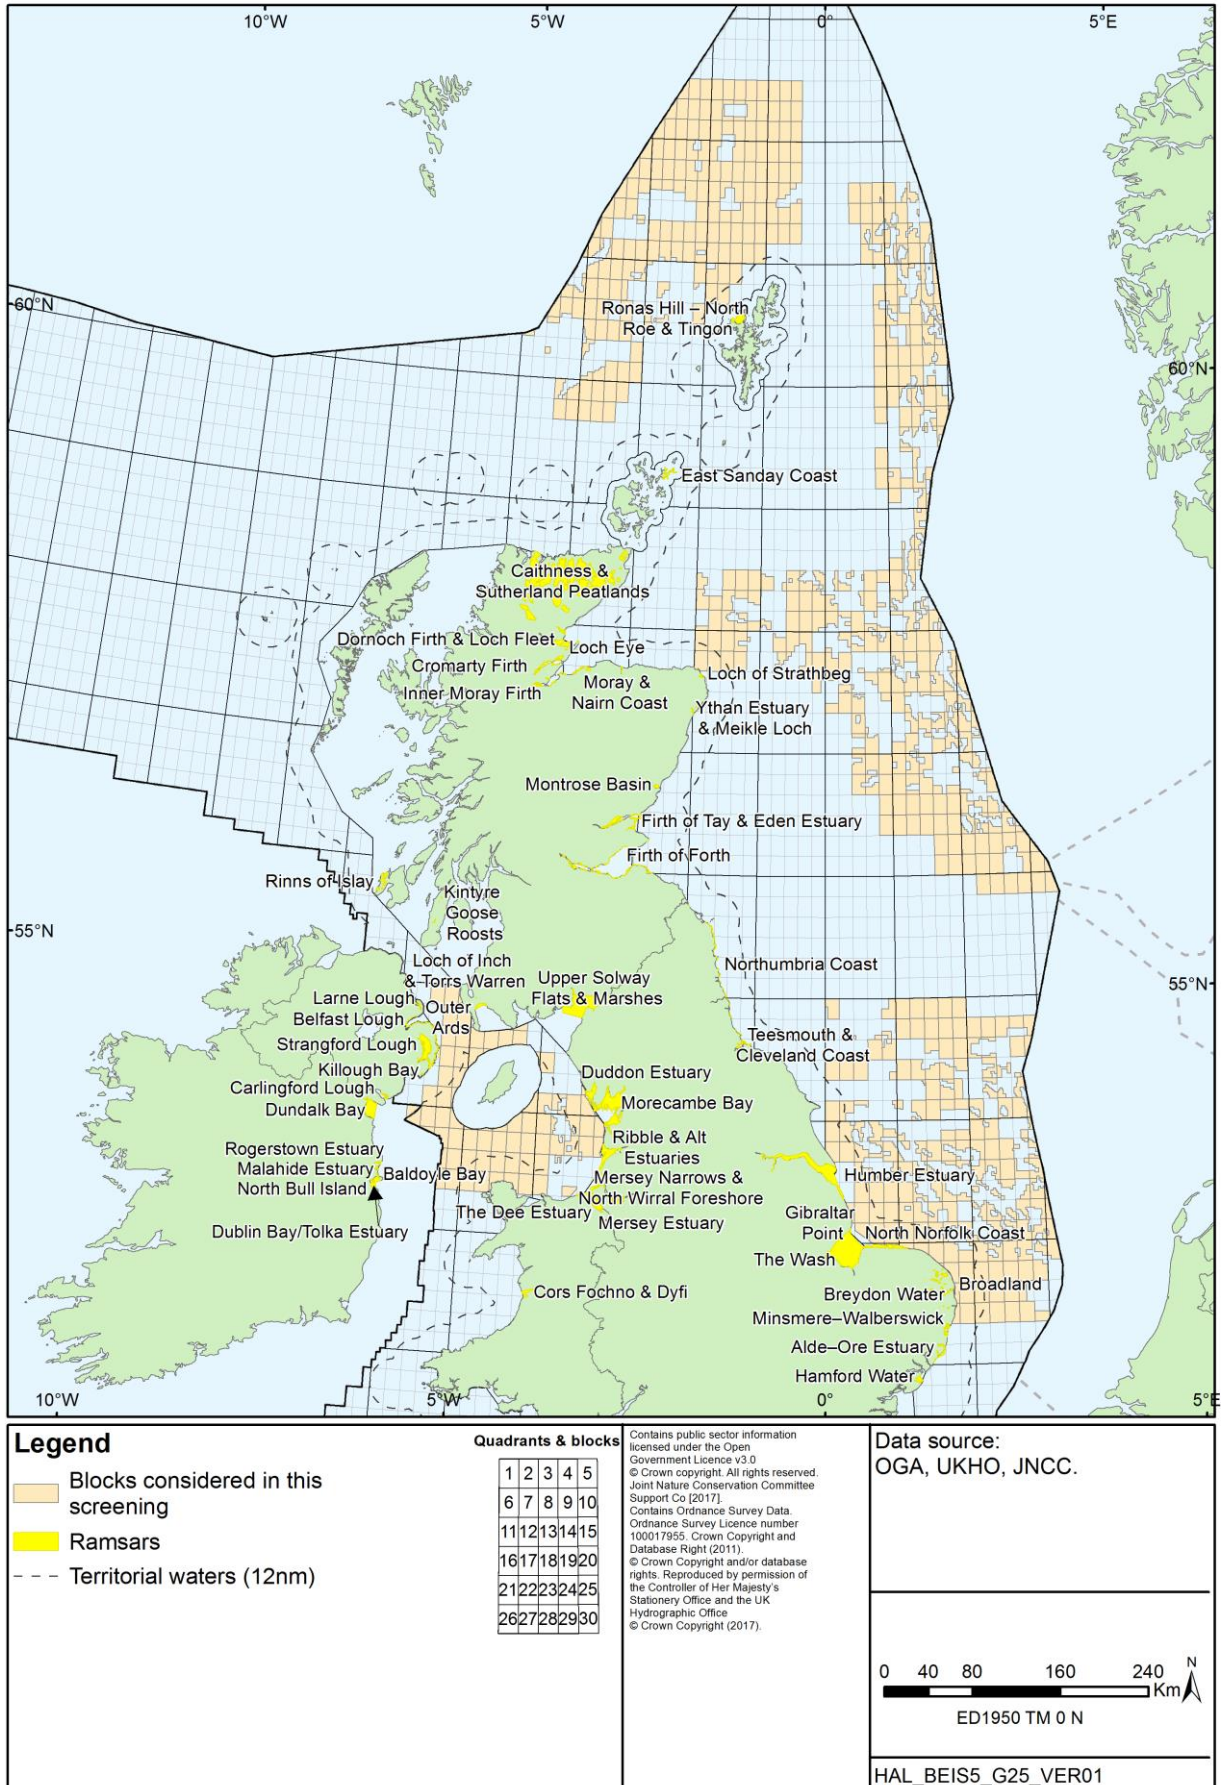 10°W 5°W 0° 5°E
60°N
Ronas Hill – North
Roe & Tingon
60°N
East Sanday Coast
Caithness &
Sutherland Peatlands
Dornoch Firth & Loch Fleet
Loch Eye
Cromarty Firth
Inner Moray Firth
Moray &
Nairn Coast
Loch of Strathbeg
Ythan Estuary
& Meikle Loch
Montrose Basin
Firth of Tay & Eden Estuary
Firth of Forth
Rinns of Islay
Kintyre
Goose
Roosts
55°N
Loch of Inch
& Torrs Warren
Upper Solway
Flats & Marshes
Northumbria Coast
55°N
Larne Lough
Belfast Lough
Outer
Ards
Strangford Lough
Killough Bay
Teesmouth &
Cleveland Coast
Carlingford Lough
Dundalk Bay
Duddon Estuary
Morecambe Bay
Rogerstown Estuary
Malahide Estuary
North Bull Island
Baldoyle Bay
Dublin Bay/Tolka Estuary
Ribble & Alt
Estuaries
Mersey Narrows &
North Wirral Foreshore
The Dee Estuary
Mersey Estuary
Humber Estuary
Gibraltar
Point
North Norfolk Coast
The Wash
Cors Fochno & Dyfi
Broadland
Breydon Water
Minsmere–Walberswick
Alde–Ore Estuary
Hamford Water
10°W 5°W 0° 5°E
Legend
Blocks considered in this
screening
Ramsars
Territorial waters (12nm)
Quadrants & blocks
1 2 3 4 5
6 7 8 9 10
11 12 13 14 15
16 17 18 19 20
21 22 23 24 25
26 27 28 29 30
Contains public sector information
licensed under the Open
Government Licence v3.0
© Crown copyright. All rights reserved.
Joint Nature Conservation Committee
Support Co [2017].
Contains Ordnance Survey Data.
Ordnance Survey Licence number
100017955. Crown Copyright and
Database Right (2011).
© Crown Copyright and/or database
rights. Reproduced by permission of
the Controller of Her Majesty's
Stationery Office and the UK
Hydrographic Office
© Crown Copyright (2017).
Data source:
OGA, UKHO, JNCC.
0 40 80 160 240
Km
N
ED1950 TM 0 N
HAL_BEIS5_G25_VER01